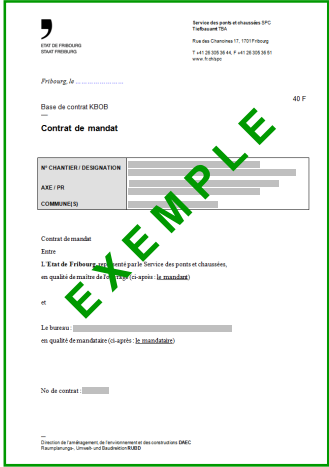 Service des ponts et chaussées SPC
Tiefbauamt TBA
Rue des Chanoines 17, 1701 Fribourg
T +41 26 305 36 44, F +41 26 305 36 51
www.fr.ch/spc
ETAT DE FRIBOURG
STAAT FREIBURG
Fribourg, le
40 F
Base de contrat KBOB
—
Contrat de mandat
N° CHANTIER / DESIGNATION
AXE / PR
COMMUNE(S)
EXEMPLE
Contrat de mandat
Entre
L'Etat de Fribourg, représenté par le Service des ponts et chaussées,
en qualité de maître de l'ouvrage (ci-après : le mandant)
et
Le bureau :
en qualité de mandataire (ci-après : le mandataire)
No de contrat :
—
Direction de l'aménagement, de l'environnement et des constructions DAEC
Raumplanungs-, Umwelt- und Baudirektion RUBD